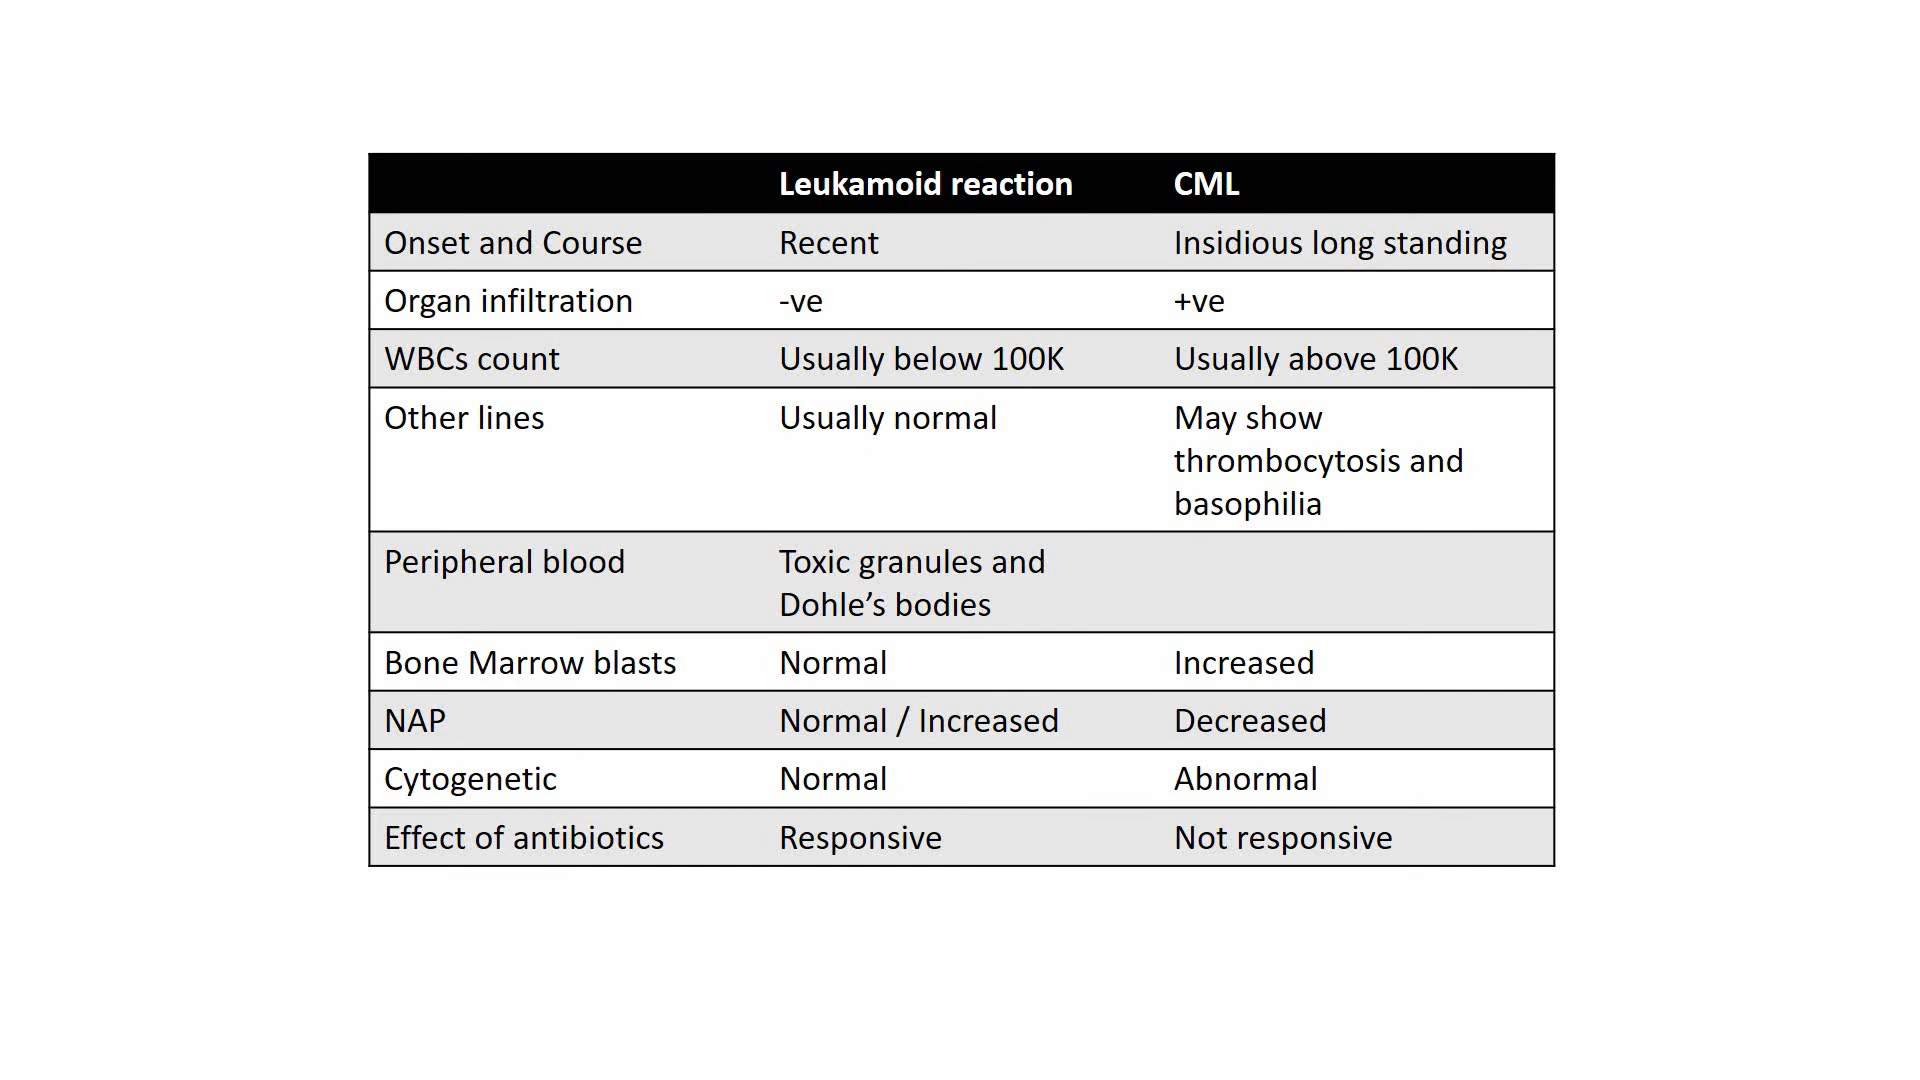 Leukamoid reaction CML
Onset and Course Recent Insidious long standing
Organ infiltration -ve +ve
WBCs count Usually below 100K Usually above 100K
Other lines Usually normal May show
thrombocytosis and
basophilia
Peripheral blood Toxic granules and
Dohle’s bodies
Bone Marrow blasts Normal Increased
NAP Normal / Increased Decreased
Cytogenetic Normal Abnormal
Effect of antibiotics Responsive Not responsive